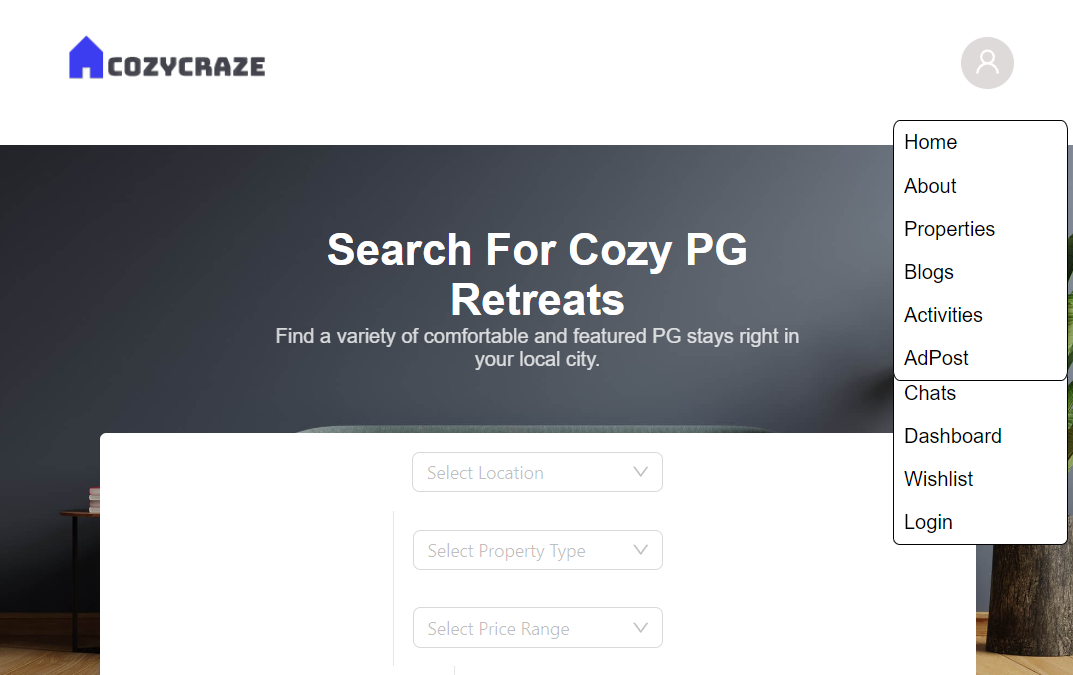 COZYCRAZE
Home
About
Properties
Blogs
Activities
AdPost
Chats
Dashboard
Wishlist
Login
Search For Cozy PG
Retreats
Find a variety of comfortable and featured PG stays right in
your local city.
Select Location
Select Property Type
Select Price Range